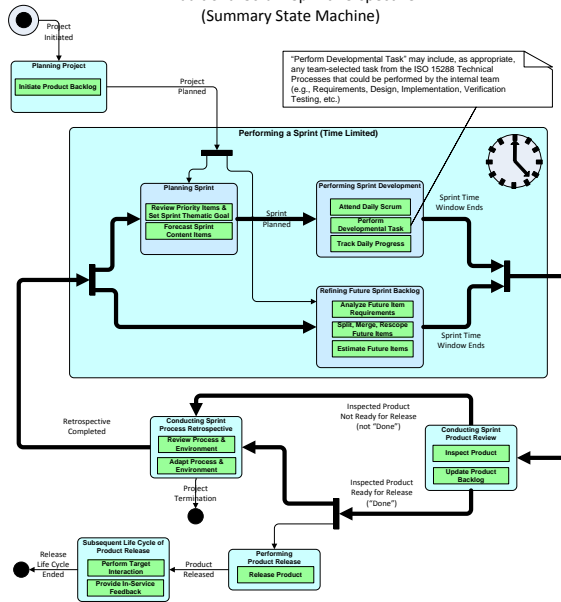 (Summary State Machine)
Project
Initiated
Planning Project
Initiate Product Backlog
Project
Planned
"Perform Developmental Task" may include, as appropriate,
any team-selected task from the ISO 15288 Technical
Processes that could be performed by the internal team
(e.g., Requirements, Design, Implementation, Verification
Testing, etc.)
Performing a Sprint (Time Limited)
Planning Sprint
Review Priority Items &
Set Sprint Thematic Goal
Forecast Sprint
Content Items
Sprint
Planned
Performing Sprint Development
Attend Daily Scrum
Perform
Developmental Task
Track Daily Progress
Sprint Time
Window Ends
Refining Future Sprint Backlog
Analyze Future Item
Requirements
Split, Merge, Rescope
Future Items
Estimate Future Items
Sprint Time
Window Ends
Retrospective
Completed
Conducting Sprint
Process Retrospective
Review Process &
Environment
Adapt Process &
Environment
Project
Termination
Inspected Product
Not Ready for Release
(not "Done")
Conducting Sprint
Product Review
Inspect Product
Update Product
Backlog
Inspected Product
Ready for Release
("Done")
Release
Life Cycle
Ended
Subsequent Life Cycle of
Product Release
Perform Target
Interaction
Provide In-Service
Feedback
Product
Released
Performing
Product Release
Release Product